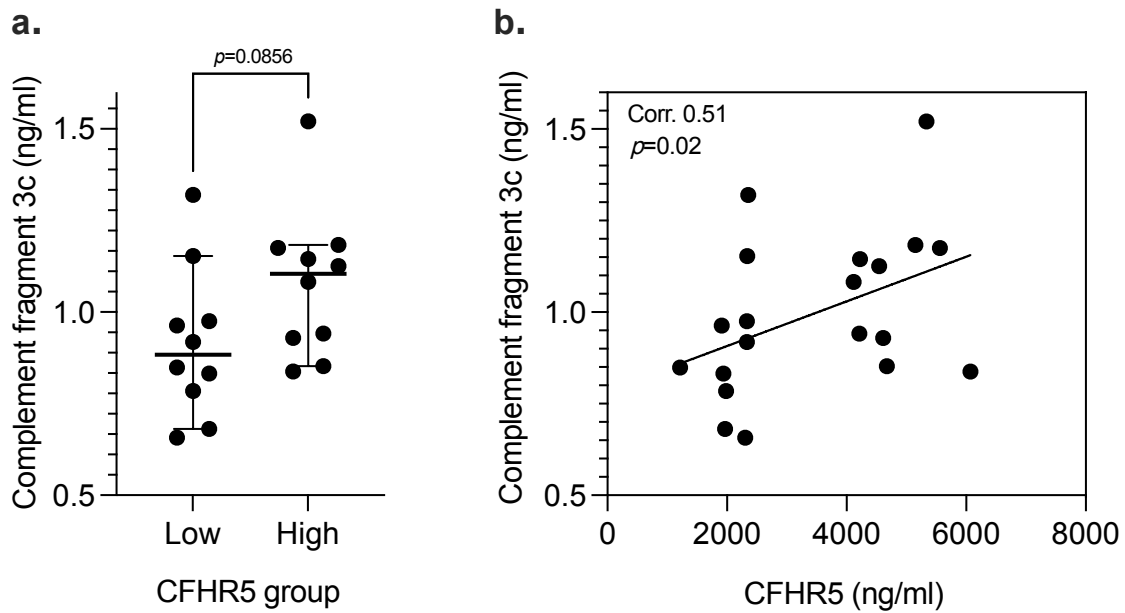 a.
p=0.0856
Complement fragment 3c (ng/ml)
1.5
1.0
0.5
Low
High
CFHR5 group
b.
Corr. 0.51
p=0.02
Complement fragment 3c (ng/ml)
1.5
1.0
0.5
0
2000
4000
6000
8000
CFHR5 (ng/ml)